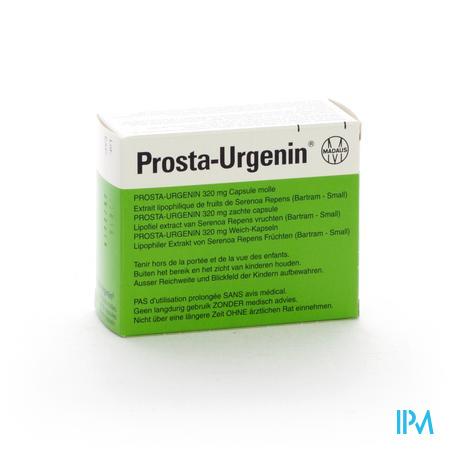 Prosta-Urgenin®
MADAUS
PROSTA-URGENIN 320 mg Capsule molle
Extrait lipophilique de fruits de Serenoa Repens (Bartram - Small)
PROSTA-URGENIN 320 mg zachte capsule
Lipofiel extract van Serenoa Repens vruchten (Bartram - Small)
PROSTA-URGENIN 320 mg Weich-Kapseln
Lipophiler Extrakt von Serenoa Repens Früchten (Bartram - Small)
Tenir hors de la portée et de la vue des enfants.
Buiten het bereik en het zicht van kinderen houden.
Ausser Reichweite und Blickfeld der Kindern aufbewahren.
PAS d'utilisation prolongée SANS avis médical.
Geen langdurig gebruik ZONDER medisch advies.
Nicht über eine längere Zeit OHNE ärztlichen Rat einnehmen.
IPM